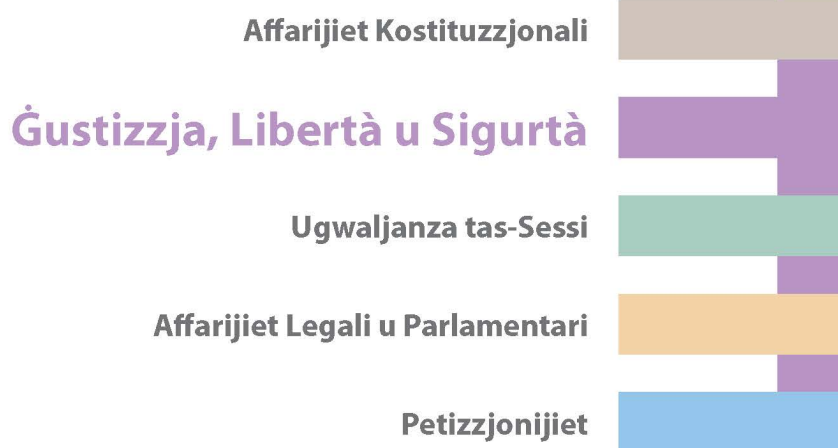 Affarijiet Kostituzzjonali
Ġustizzja, Libertà u Sigurtà
Ugwaljanza tas-Sessi
Affarijiet Legali u Parlamentari
Petizzjonijiet